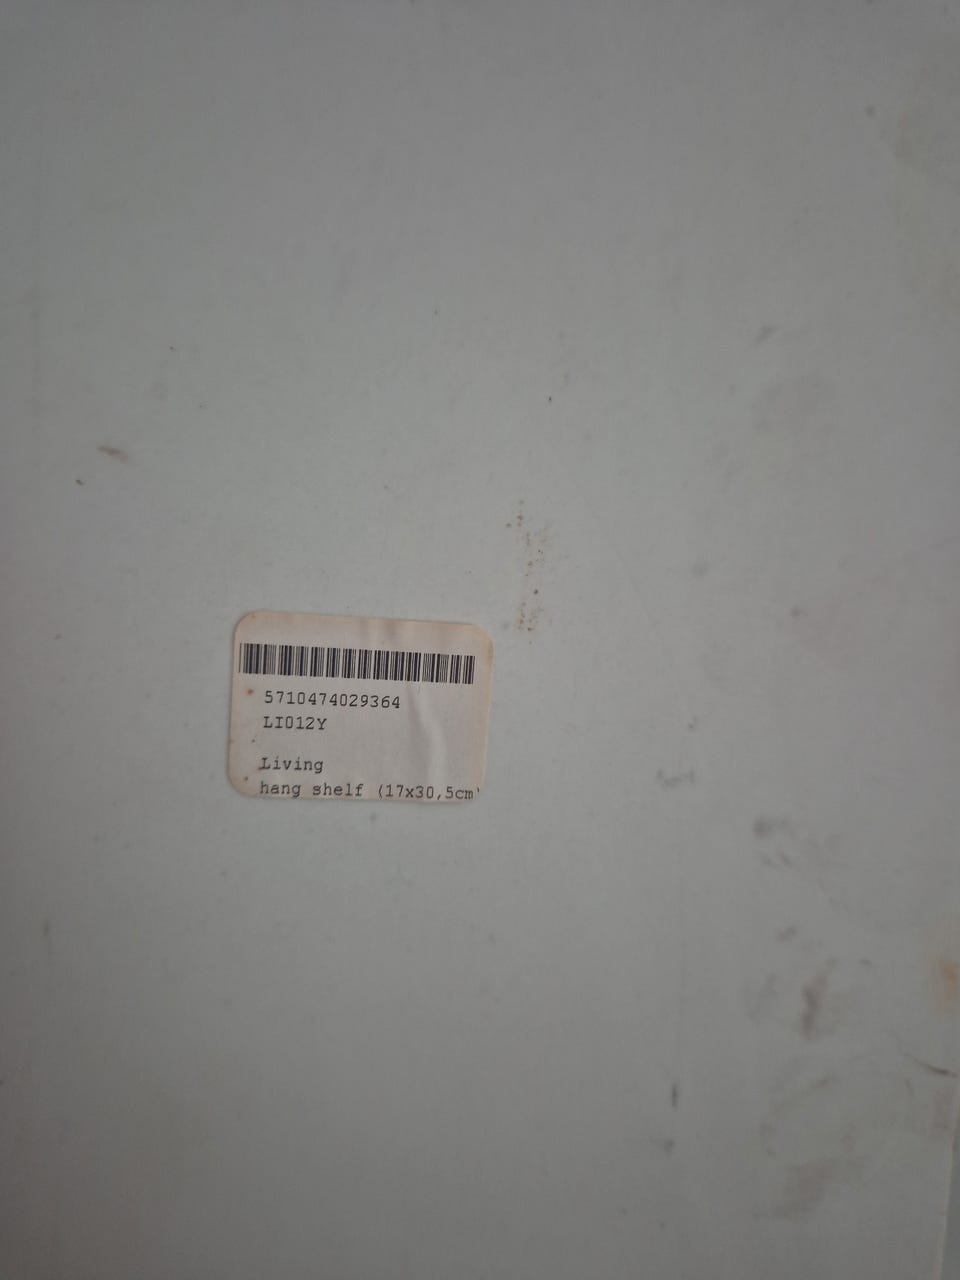 5710474029364
LI012Y
Living
hang shelf (17x30,5cm)